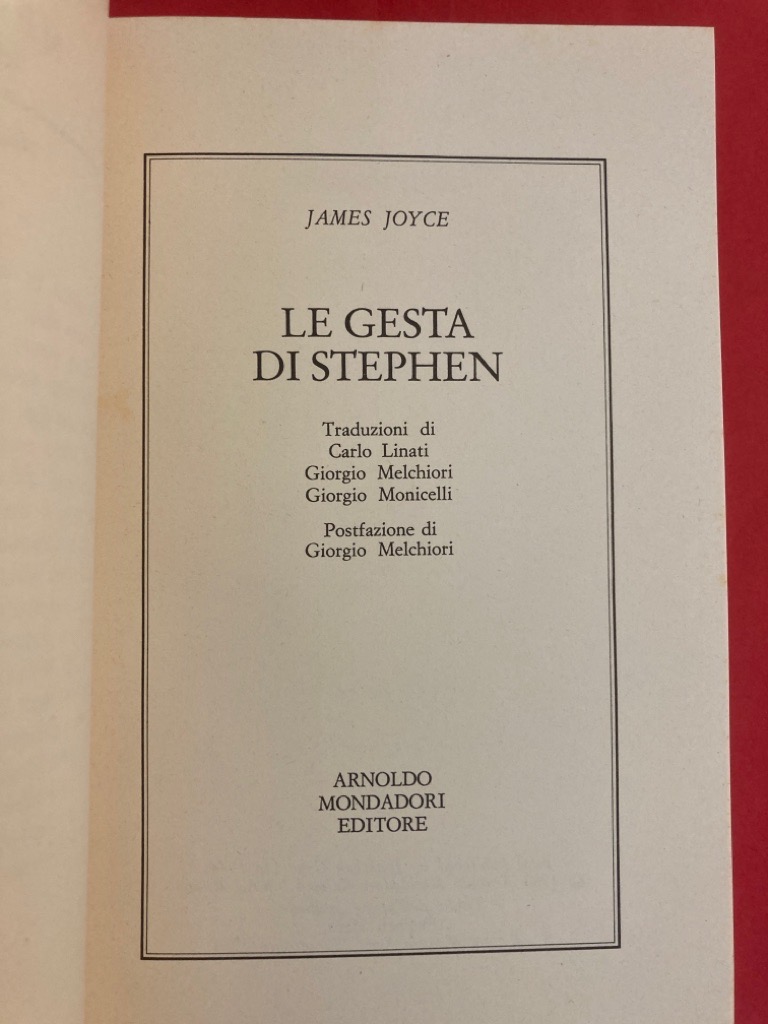 JAMES JOYCE
LE GESTA
DI STEPHEN
Traduzioni di
Carlo Linati
Giorgio Melchiori
Giorgio Monicelli
Postfazione di
Giorgio Melchiori
ARNOLDO
MONDADORI
EDITORE